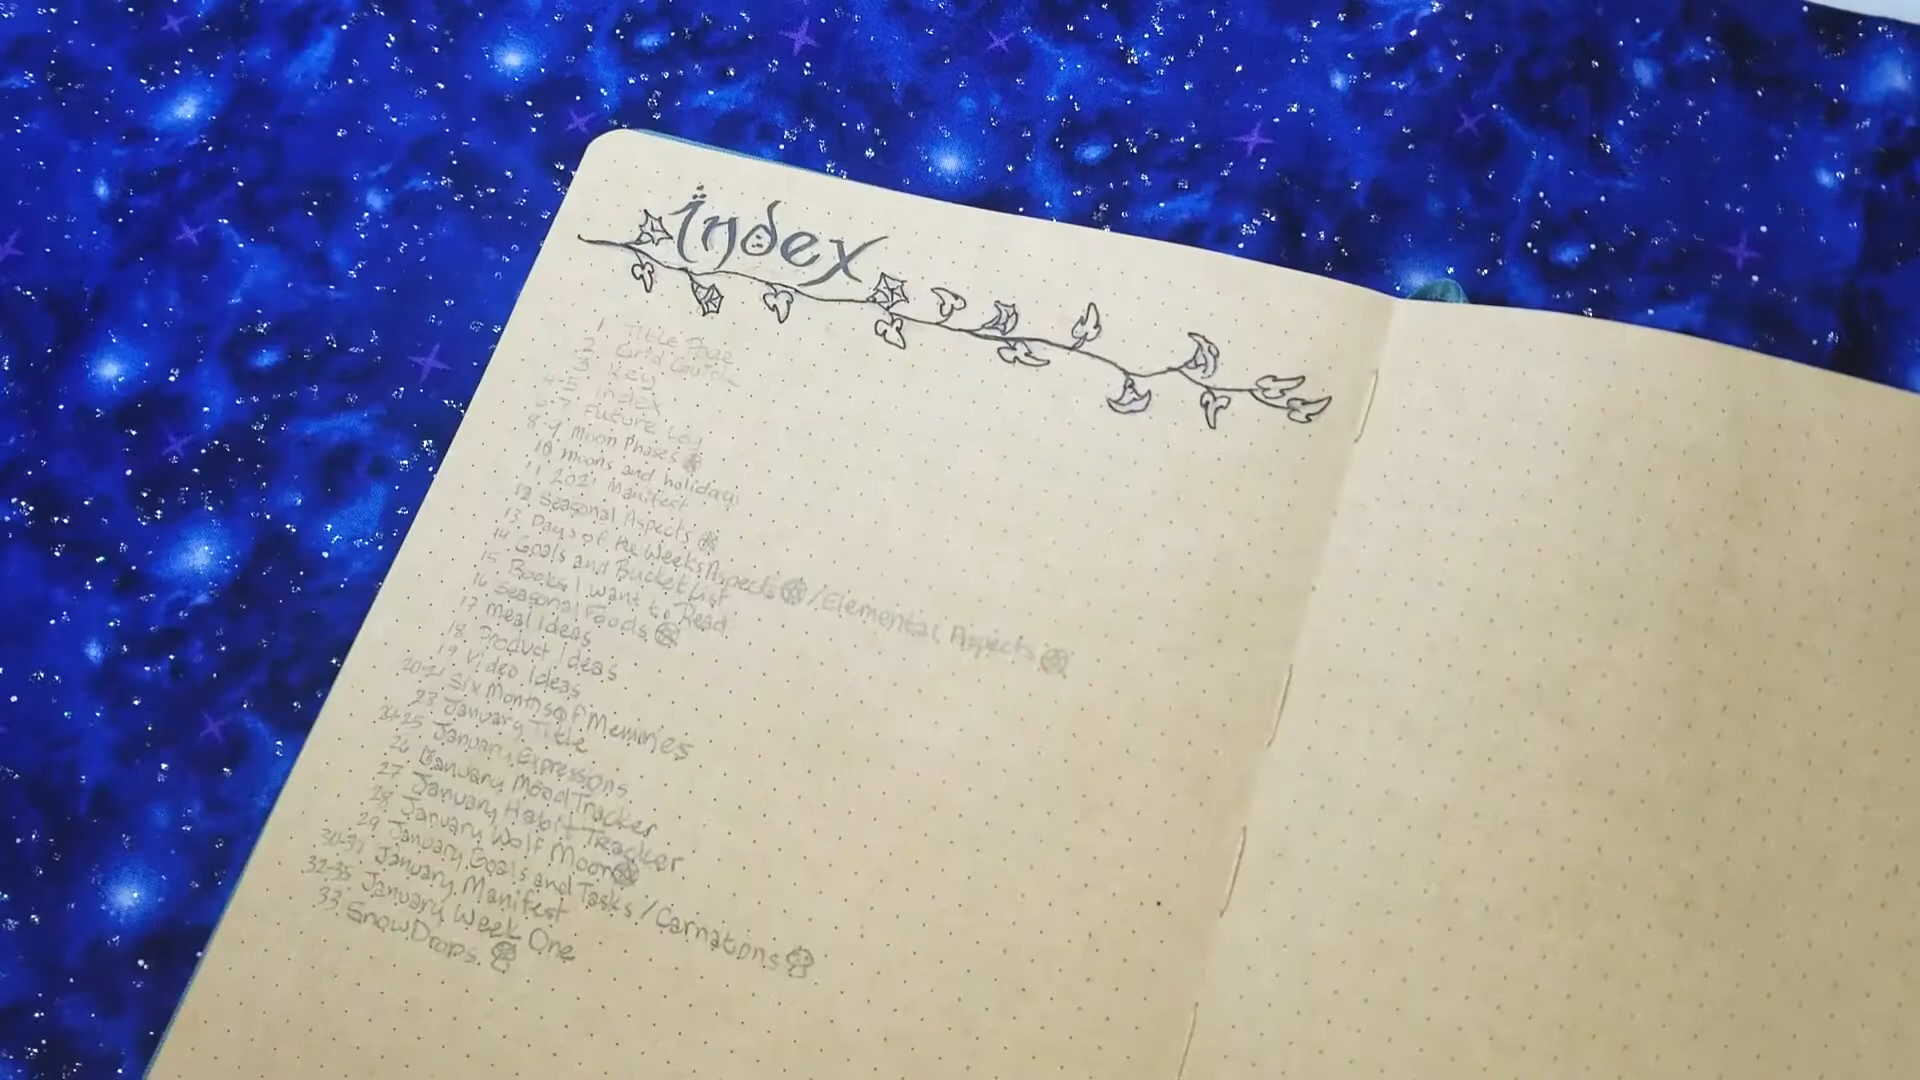 index
1 Title Page
2 Grid Guide
3 Key
4-5 Index
6-7 Future Log
8-9 Moon Phases
10 Moons and holidays
11 2021 Manifest
12 Seasonal Aspects
13 Days of the Weeks Aspects / Elemental Aspects
14 Goals and Bucket List
15 Books I want to Read
16 Seasonal Foods
17 Meal Ideas
18 Product Ideas
19 Video Ideas
20-21 Six Months of Memories
23 January Title
24-25 January Expressions
26 January Mood Tracker
27 January Habit Tracker
28 January Wolf Moon
29 January Goals and Tasks / Carnations
30-31 January Manifest
32-35 January Week One
33 SnowDrops